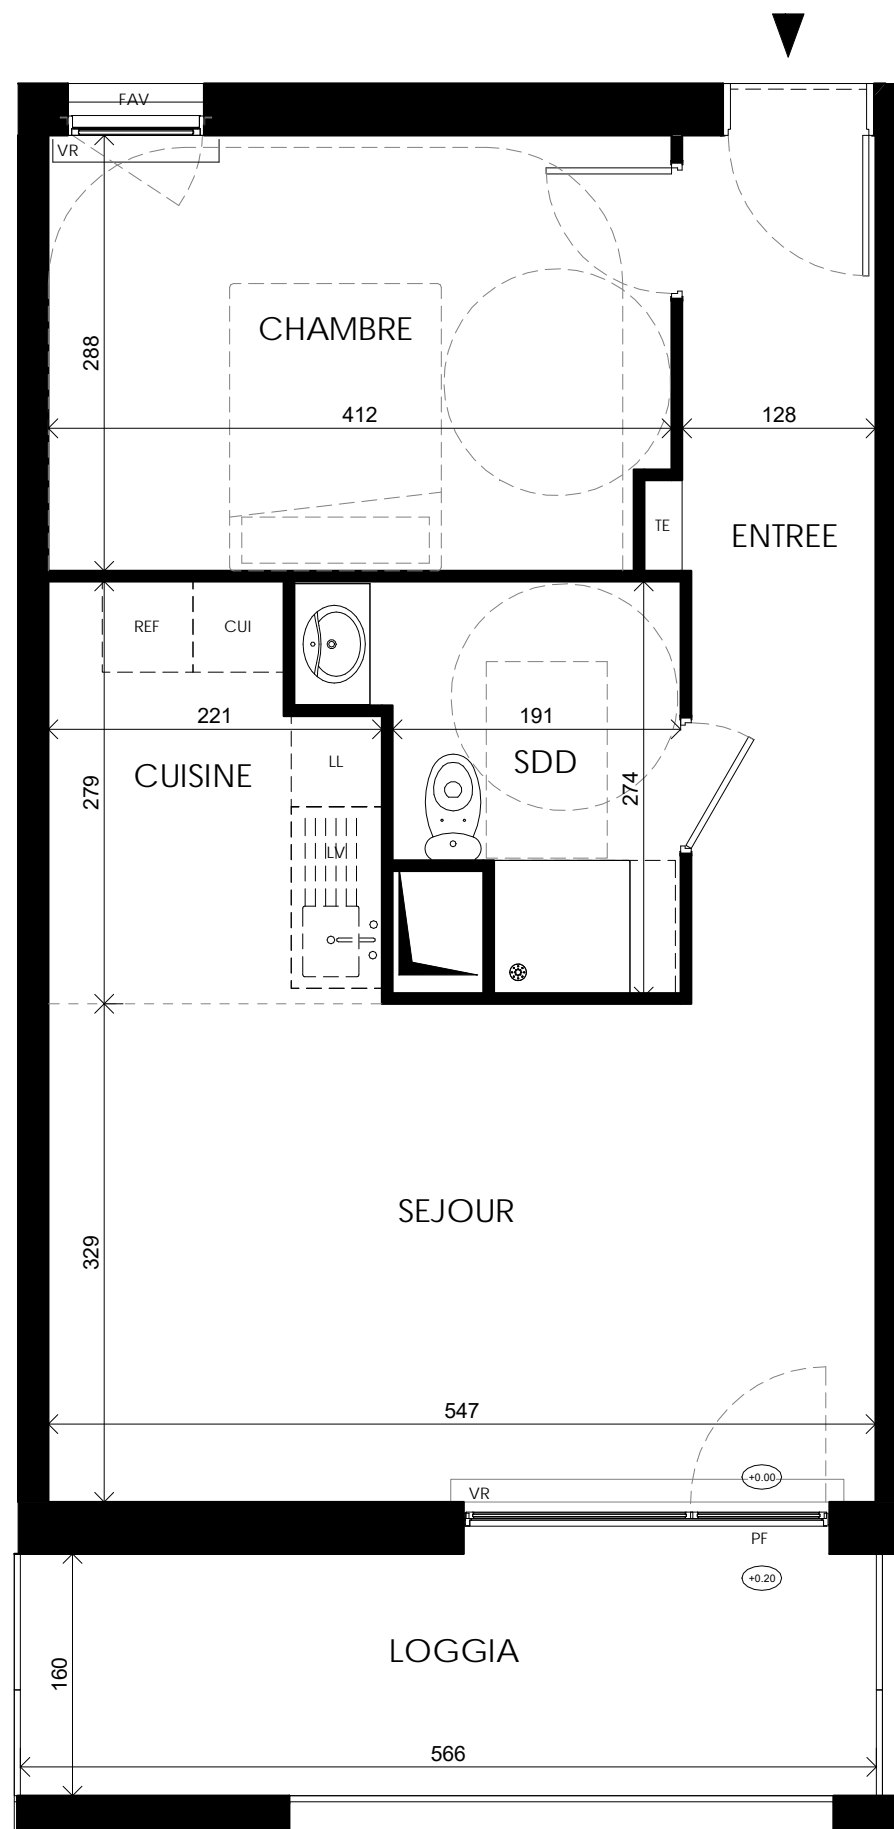 FAV
VR
CHAMBRE
288
412
128
TE
ENTREE
REF
CUI
221
191
LL
SDD
CUISINE
279
274
LV
SEJOUR
329
547
+0.00
VR
PF
+0.20
LOGGIA
160
566